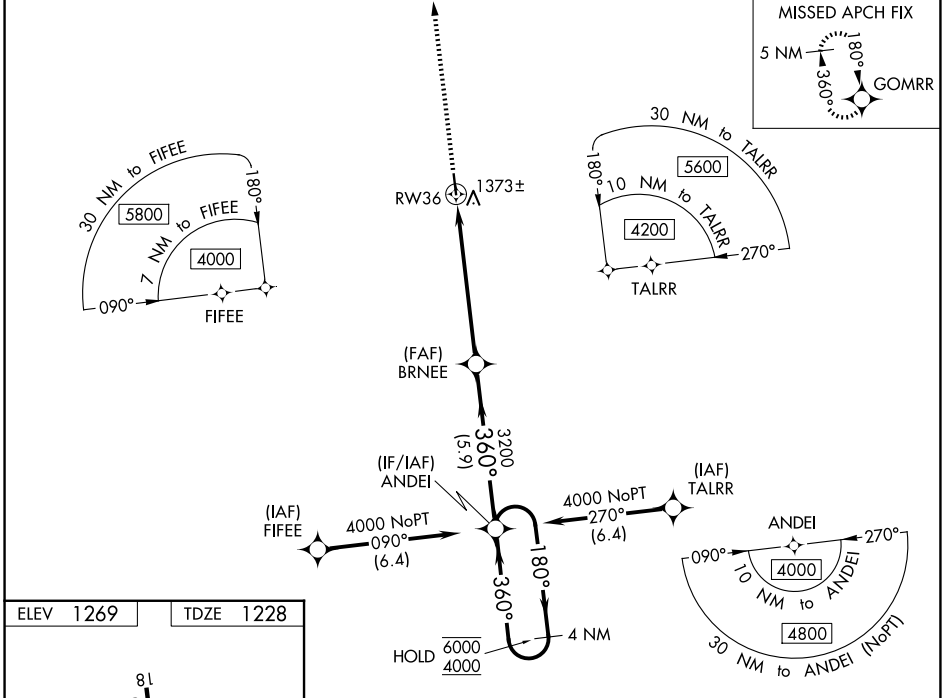 MISSED APCH FIX
5 NM
180°
360°
GOMRR
30 NM to FIFEE
5800
180°
7 NM to FIFEE
4000
090°
FIFEE
30 NM to TALRR
5600
180°
10 NM to TALRR
4200
270°
TALRR
RW36
1373±
(FAF)
BRNEE
3200
360°
(5.9)
(IF/IAF)
ANDEI
(IAF)
FIFEE
4000 NoPT
090°
(6.4)
(IAF)
TALRR
4000 NoPT
270°
(6.4)
180°
360°
HOLD
6000
4000
4 NM
ANDEI
090°
270°
4000
10 NM to ANDEI
4800
30 NM to ANDEI (NoPT)
ELEV 1269
TDZE 1228
18